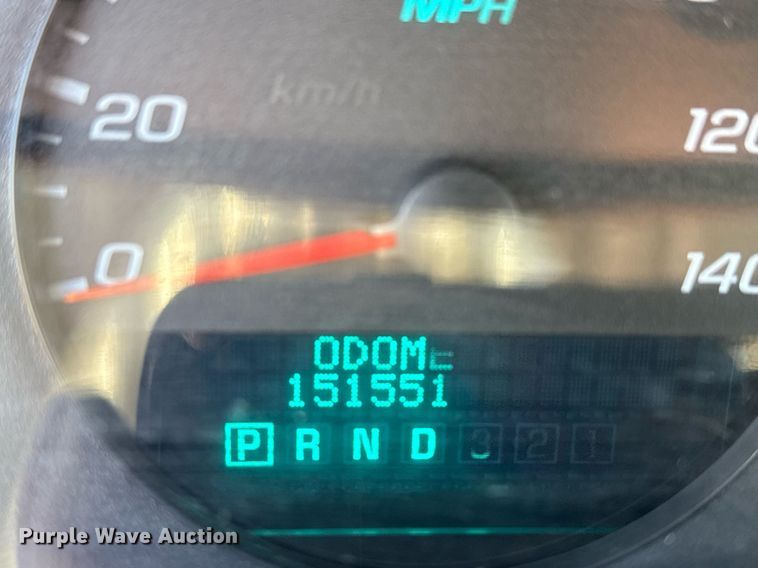 MPH
km/h
20
120
0
140
ODOM
151551
P R N D 3 2 1
Purple Wave Auction